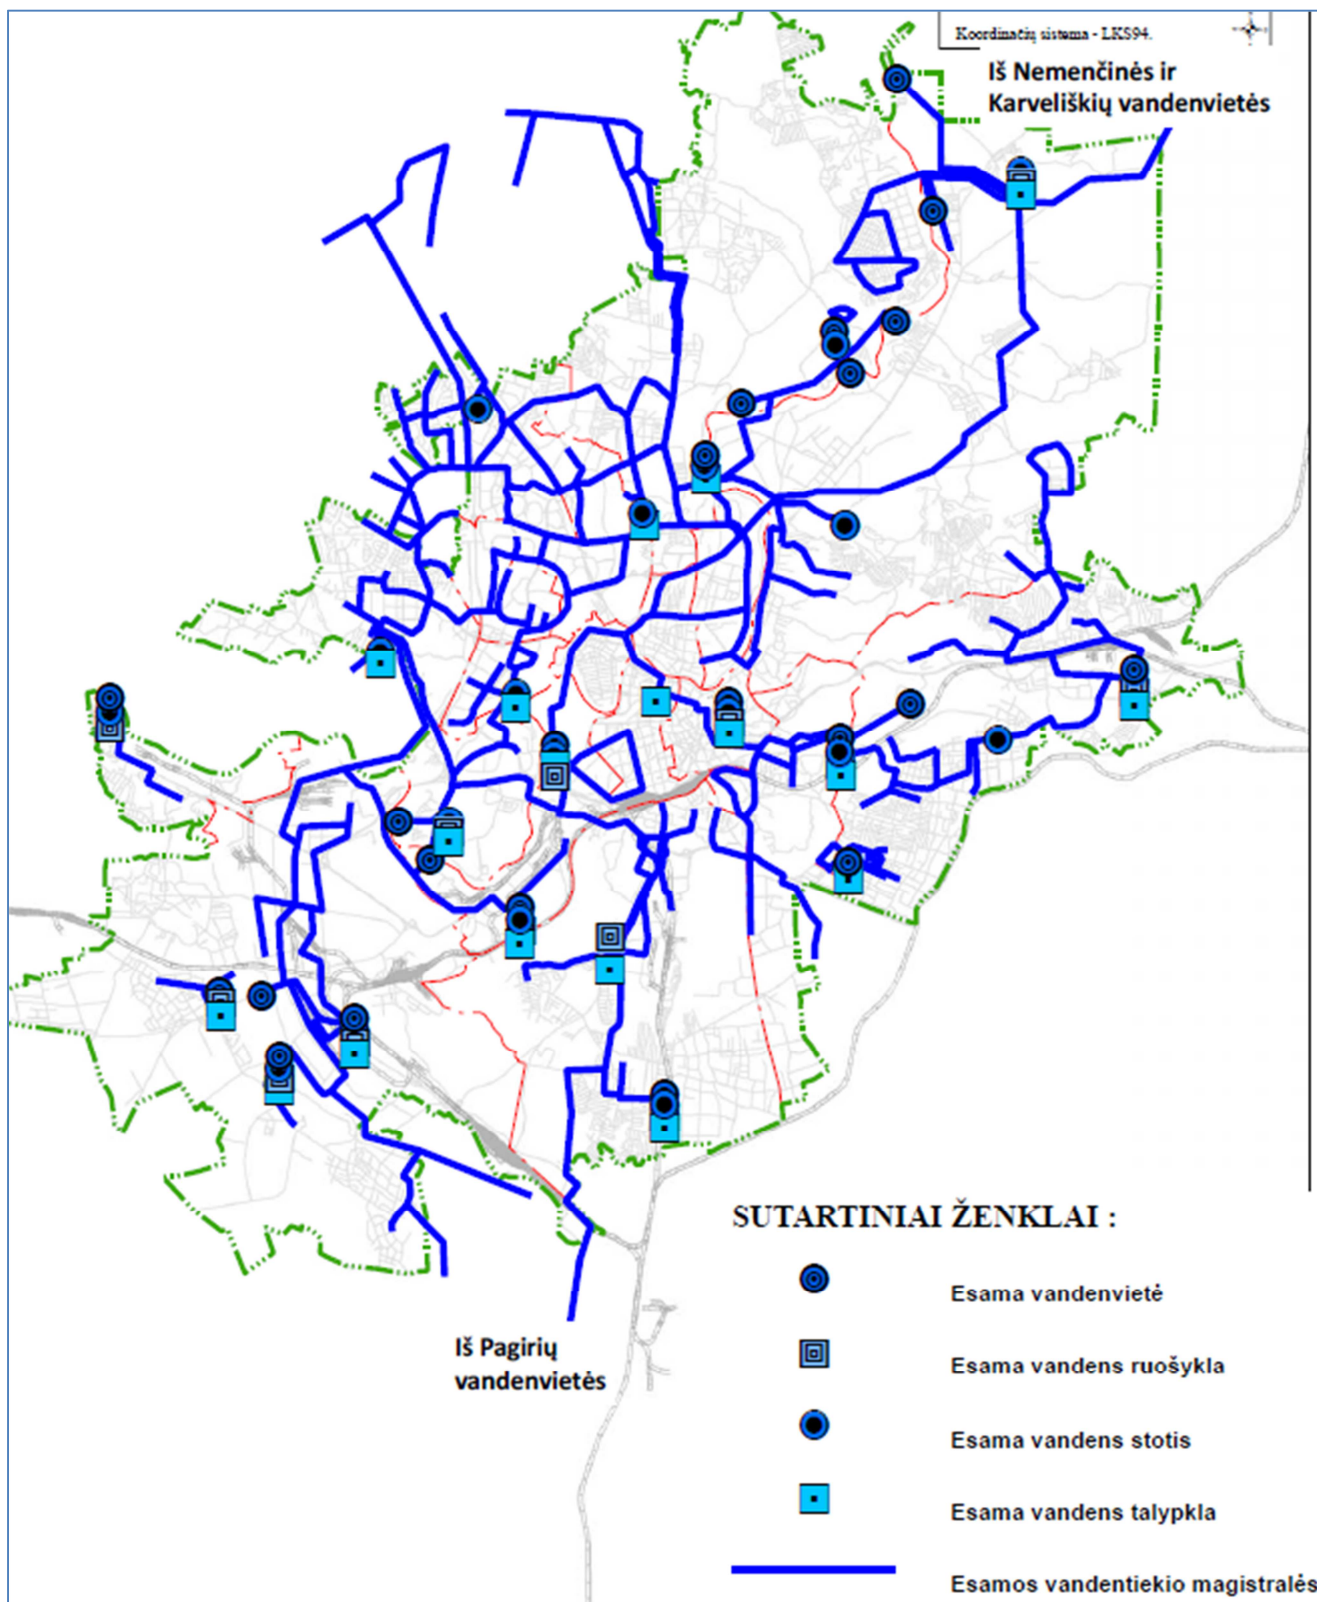 Koordinačių sistema - LKS94.
Iš Nemenčinės ir
Karveliškių vandenvietės
Iš Pagirių
vandenvietės
SUTARTINIAI ŽENKLAI :
Esama vandenvietė
Esama vandens ruošykla
Esama vandens stotis
Esama vandens talypkla
Esamos vandentiekio magistralės